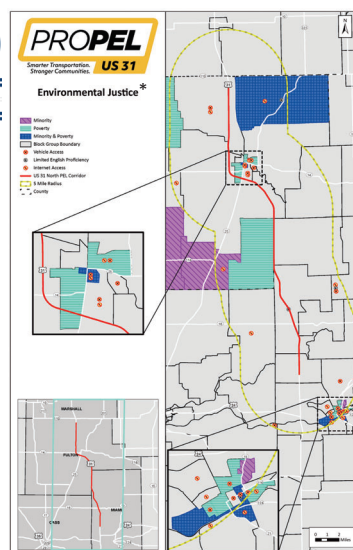 PROPEL
Smarter Transportation.
Stronger Communities.
US 31
Environmental Justice*
Minority
Poverty
Minority & Poverty
Block Group Boundary
Vehicle Access
Limited English Proficiency
Internet Access
US 31 North PEL Corridor
5 Mile Radius
County
MARSHALL
FULTON
MIAMI
CASS
Miles